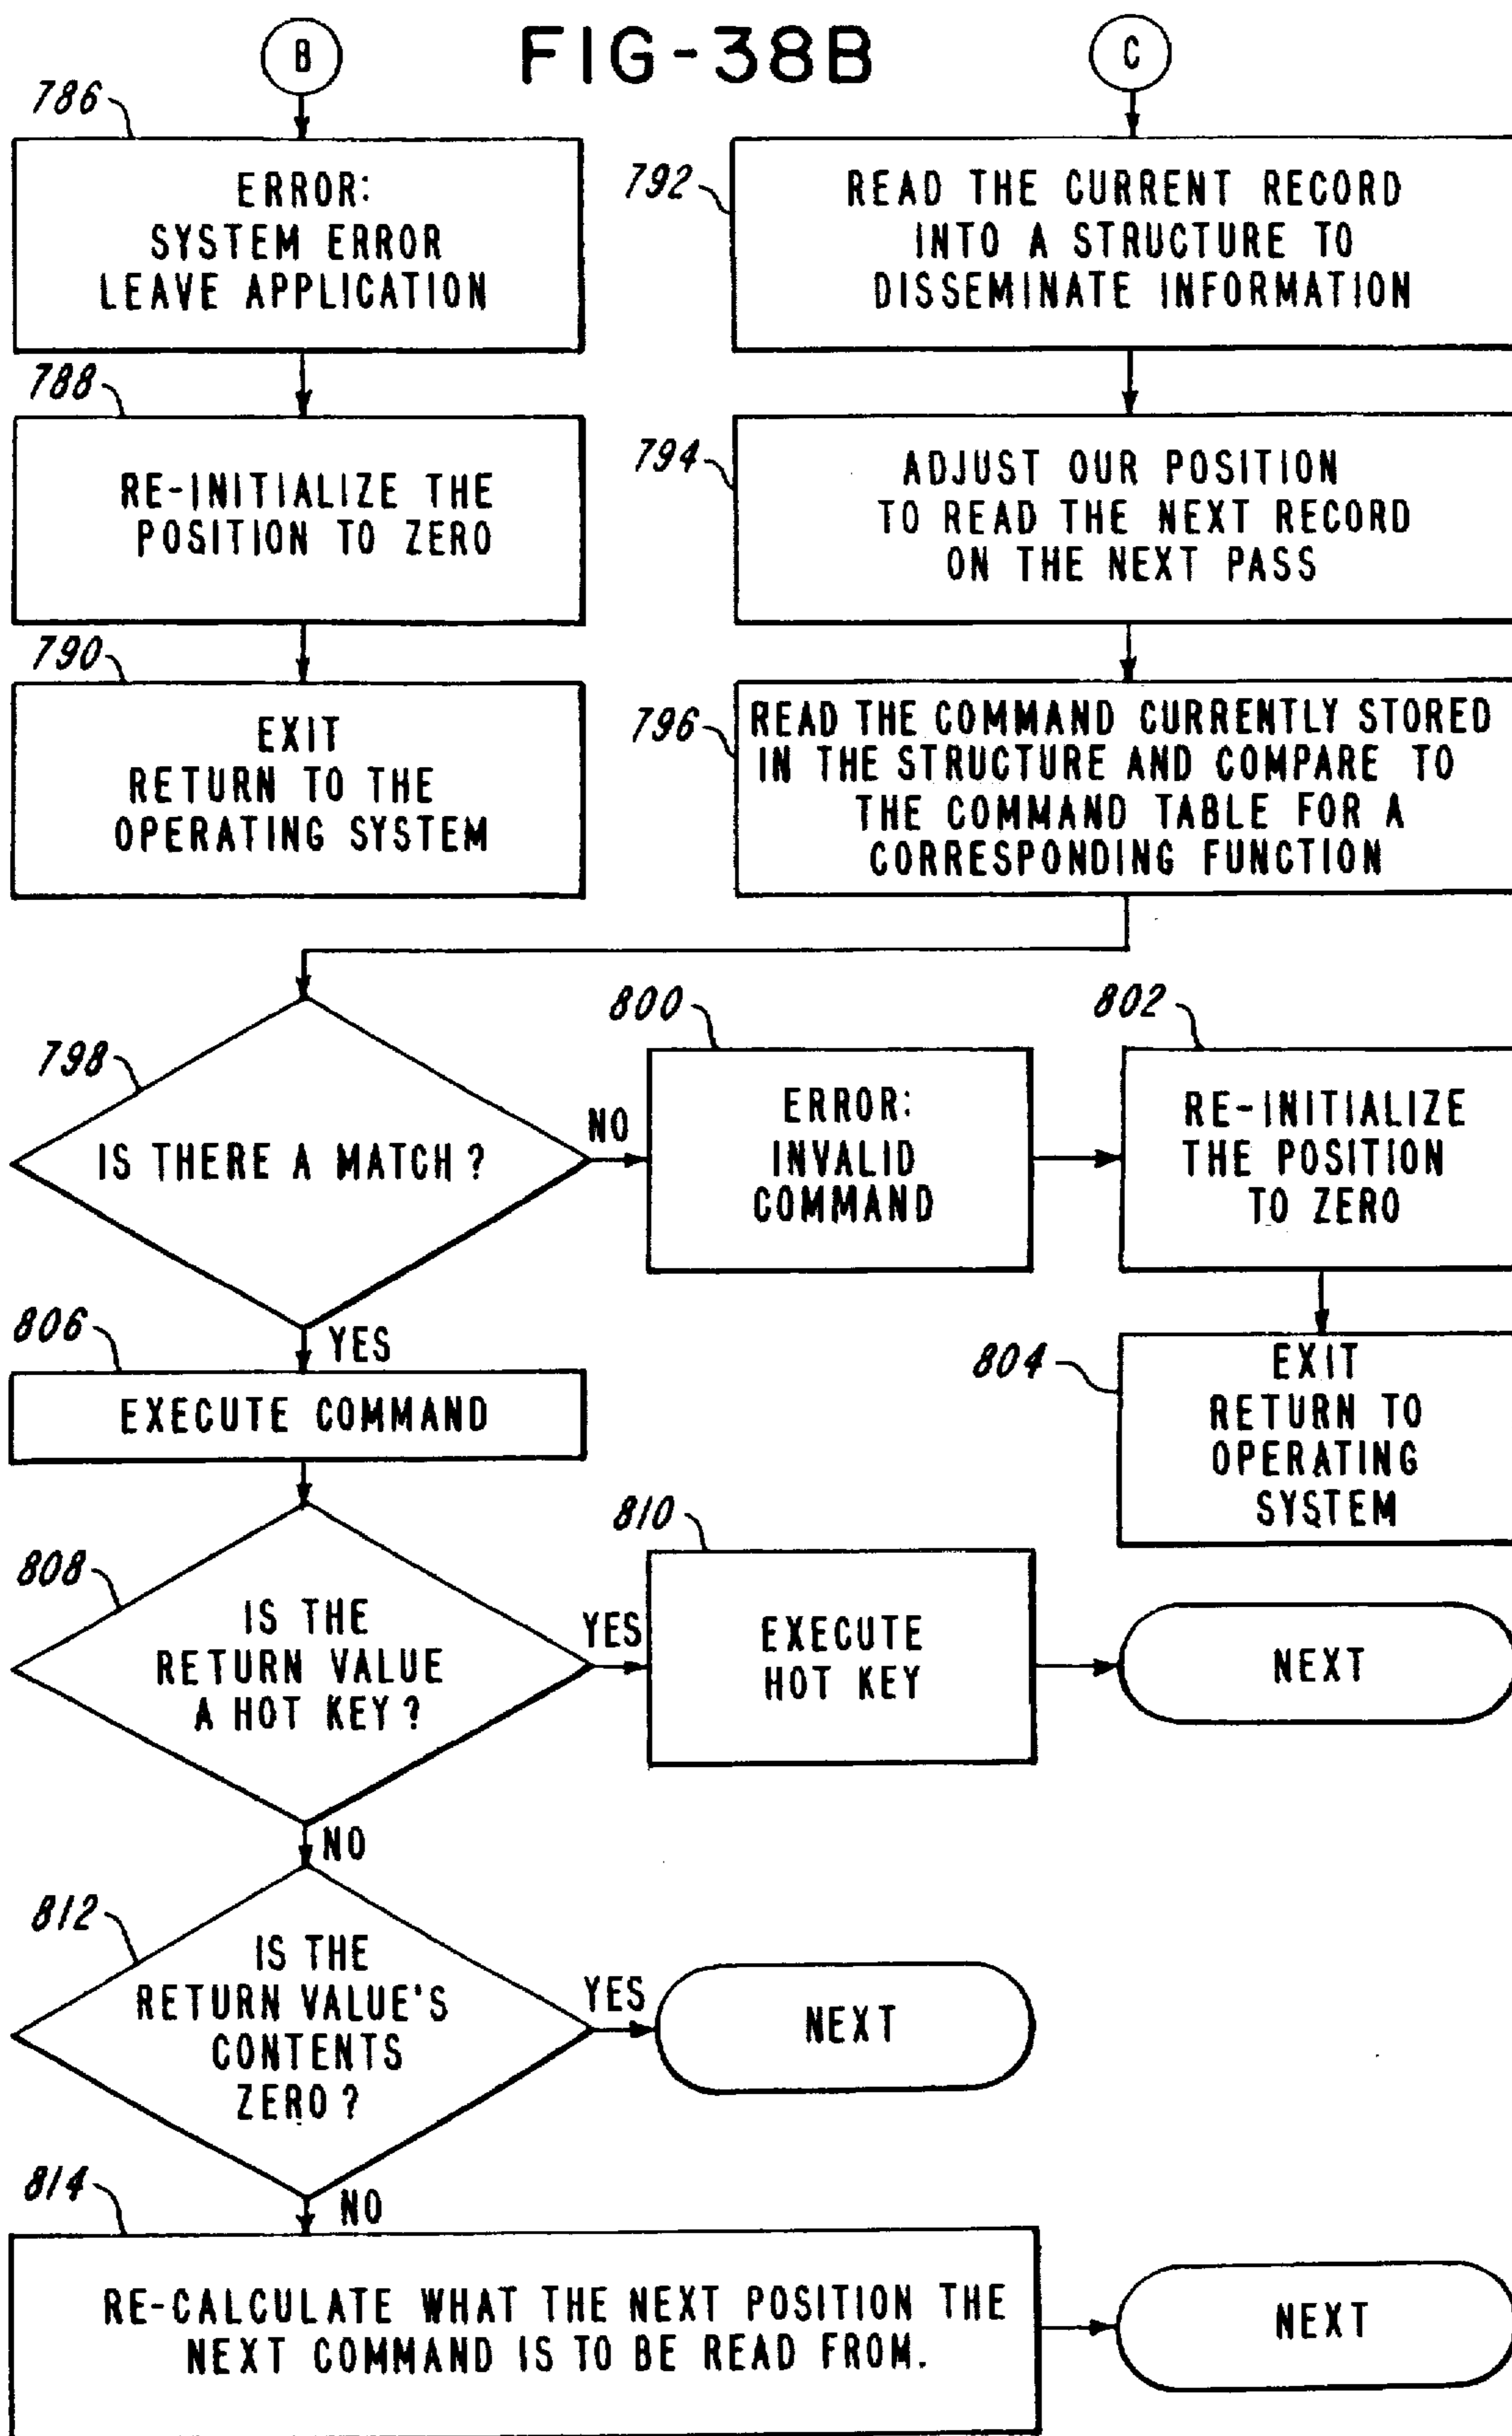 FIG-38B
B
786
ERROR:
SYSTEM ERROR
LEAVE APPLICATION
788
RE-INITIALIZE THE
POSITION TO ZERO
790
EXIT
RETURN TO THE
OPERATING SYSTEM
C
792
READ THE CURRENT RECORD
INTO A STRUCTURE TO
DISSEMINATE INFORMATION
794
ADJUST OUR POSITION
TO READ THE NEXT RECORD
ON THE NEXT PASS
796
READ THE COMMAND CURRENTLY STORED
IN THE STRUCTURE AND COMPARE TO
THE COMMAND TABLE FOR A
CORRESPONDING FUNCTION
798
IS THERE A MATCH?
NO
800
ERROR:
INVALID
COMMAND
802
RE-INITIALIZE
THE POSITION
TO ZERO
804
EXIT
RETURN TO
OPERATING
SYSTEM
YES
806
EXECUTE COMMAND
808
IS THE
RETURN VALUE
A HOT KEY?
YES
810
EXECUTE
HOT KEY
NEXT
NO
812
IS THE
RETURN VALUE'S
CONTENTS
ZERO?
YES
NEXT
NO
814
RE-CALCULATE WHAT THE NEXT POSITION THE
NEXT COMMAND IS TO BE READ FROM.
NEXT